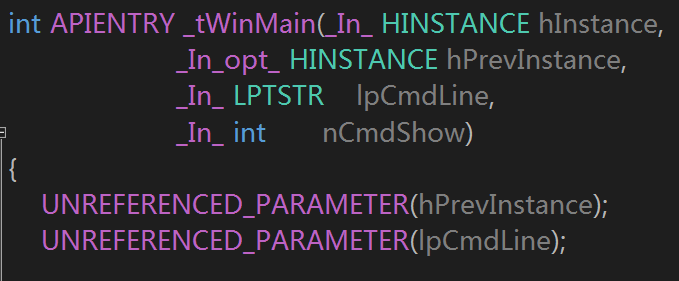 int APIENTRY _tWinMain(_In_ HINSTANCE hInstance,
_In_opt_ HINSTANCE hPrevInstance,
_In_ LPTSTR    lpCmdLine,
_In_ int       nCmdShow)
{
UNREFERENCED_PARAMETER(hPrevInstance);
UNREFERENCED_PARAMETER(lpCmdLine);